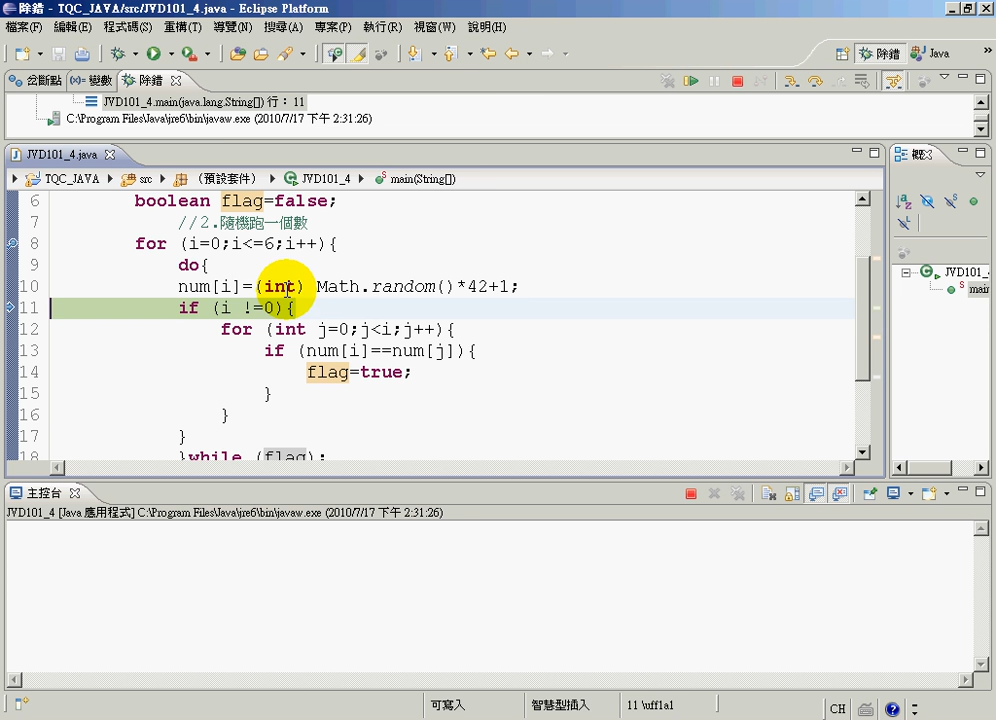 除錯 - TQC_JAVA/src/JVD101_4.java - Eclipse Platform
檔案(F) 編輯(E) 程式碼(S) 重構(T) 導覽(N) 搜尋(A) 專案(P) 執行(R) 視窗(W) 說明(H)
除錯 Java »
岔斷點 變數 除錯
JVD101_4.main(java.lang.String[]) 行: 11
C:\Program Files\Java\jre6\bin\javaw.exe (2010/7/17 下午 2:31:26)
JVD101_4.java
TQC_JAVA src (預設套件) JVD101_4 main(String[])
6 boolean flag=false;
7 //2.隨機跑一個數
8 for (i=0;i<=6;i++){
9 do{
10 num[i]=(int) Math.random()*42+1;
11 if (i !=0){
12 for (int j=0;j<i;j++){
13 if (num[i]==num[j]){
14 flag=true;
15 }
16 }
17 }
18 }while (flag);
JVD101_4
main
主控台
JVD101_4 [Java 應用程式] C:\Program Files\Java\jre6\bin\javaw.exe (2010/7/17 下午 2:31:26)
可寫入 智慧型插入 11 \uff1a1 CH